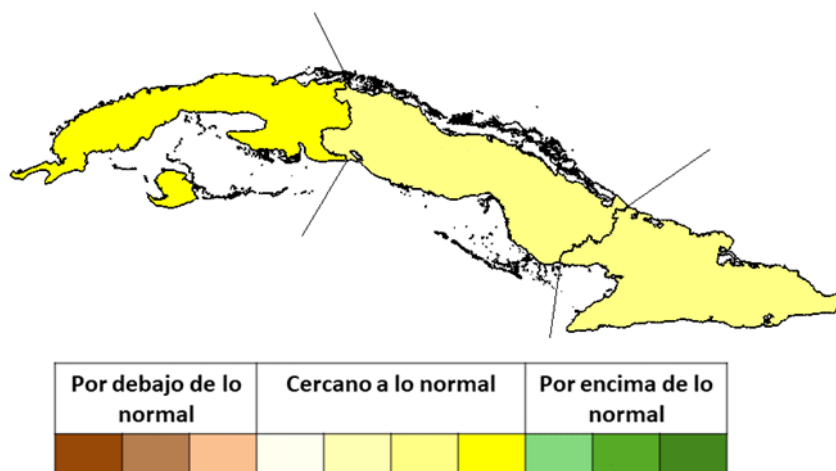 Por debajo de lo
normal
Cercano a lo normal
Por encima de lo
normal